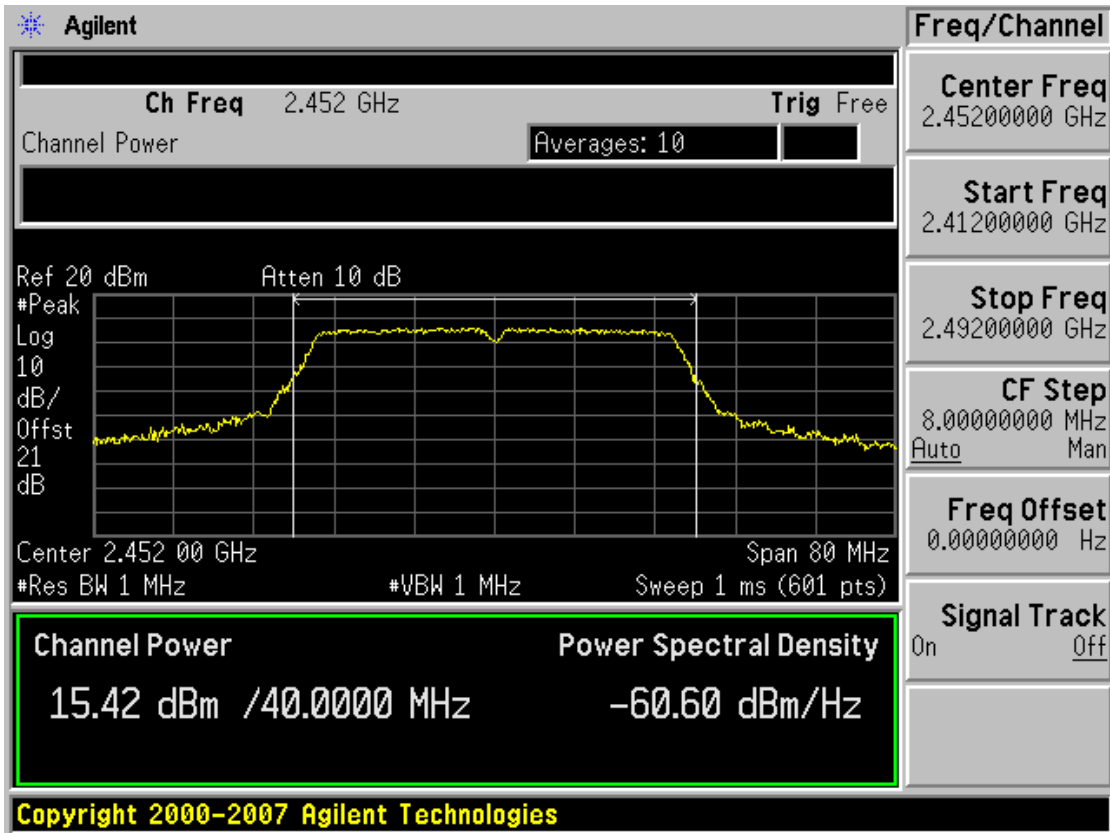 Agilent
Freq/Channel
Ch Freq 2.452 GHz Trig Free
Channel Power Averages: 10
Ref 20 dBm Atten 10 dB
#Peak
Log
10
dB/
Offst
21
dB
Center 2.452 00 GHz Span 80 MHz
#Res BW 1 MHz #VBW 1 MHz Sweep 1 ms (601 pts)
Channel Power Power Spectral Density
15.42 dBm /40.0000 MHz -60.60 dBm/Hz
Center Freq
2.45200000 GHz
Start Freq
2.41200000 GHz
Stop Freq
2.49200000 GHz
CF Step
8.00000000 MHz
Auto Man
Freq Offset
0.00000000 Hz
Signal Track
On Off
Copyright 2000-2007 Agilent Technologies